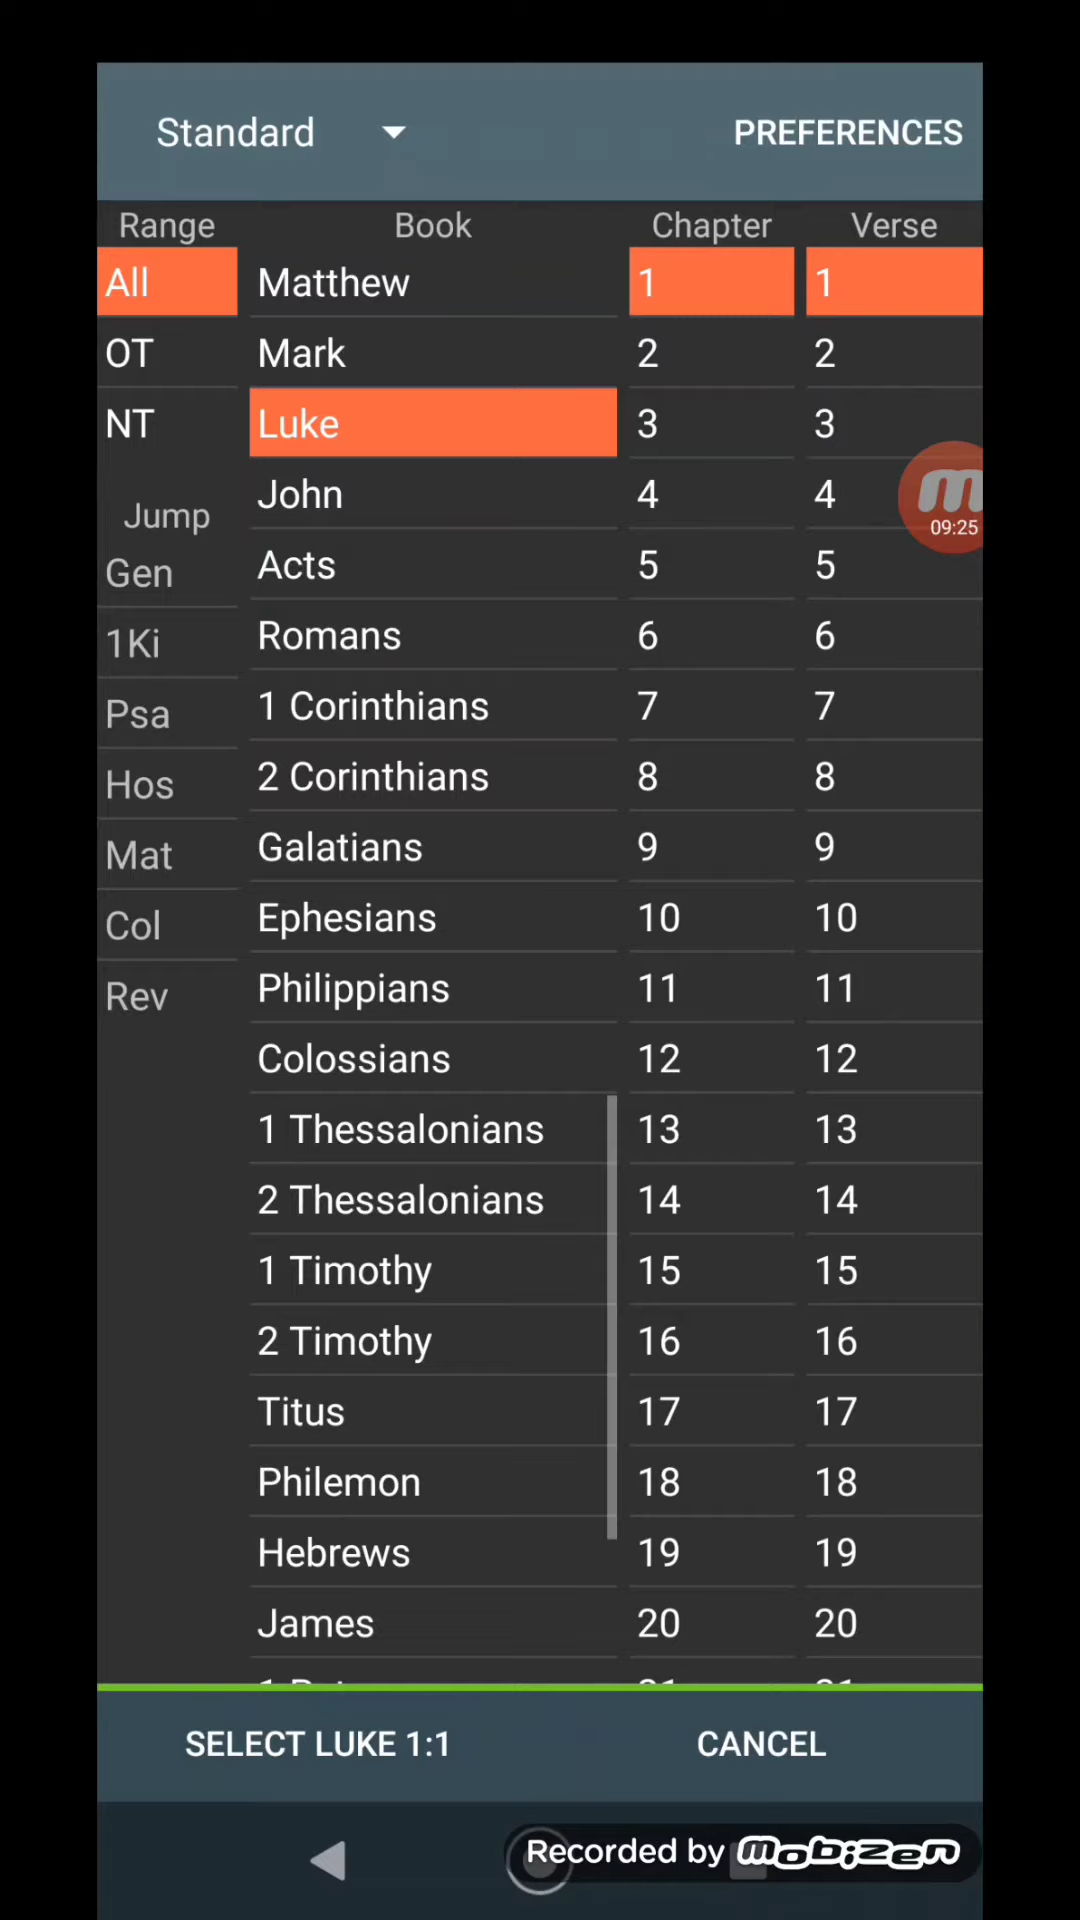 Standard PREFERENCES
Range Book Chapter Verse
All Matthew 1 1
OT Mark 2 2
NT Luke 3 3
John 4 4
Jump
09:25
Gen Acts 5 5
1Ki Romans 6 6
Psa 1 Corinthians 7 7
Hos 2 Corinthians 8 8
Mat Galatians 9 9
Col Ephesians 10 10
Rev Philippians 11 11
Colossians 12 12
1 Thessalonians 13 13
2 Thessalonians 14 14
1 Timothy 15 15
2 Timothy 16 16
Titus 17 17
Philemon 18 18
Hebrews 19 19
James 20 20
SELECT LUKE 1:1 CANCEL
Recorded by mobizen